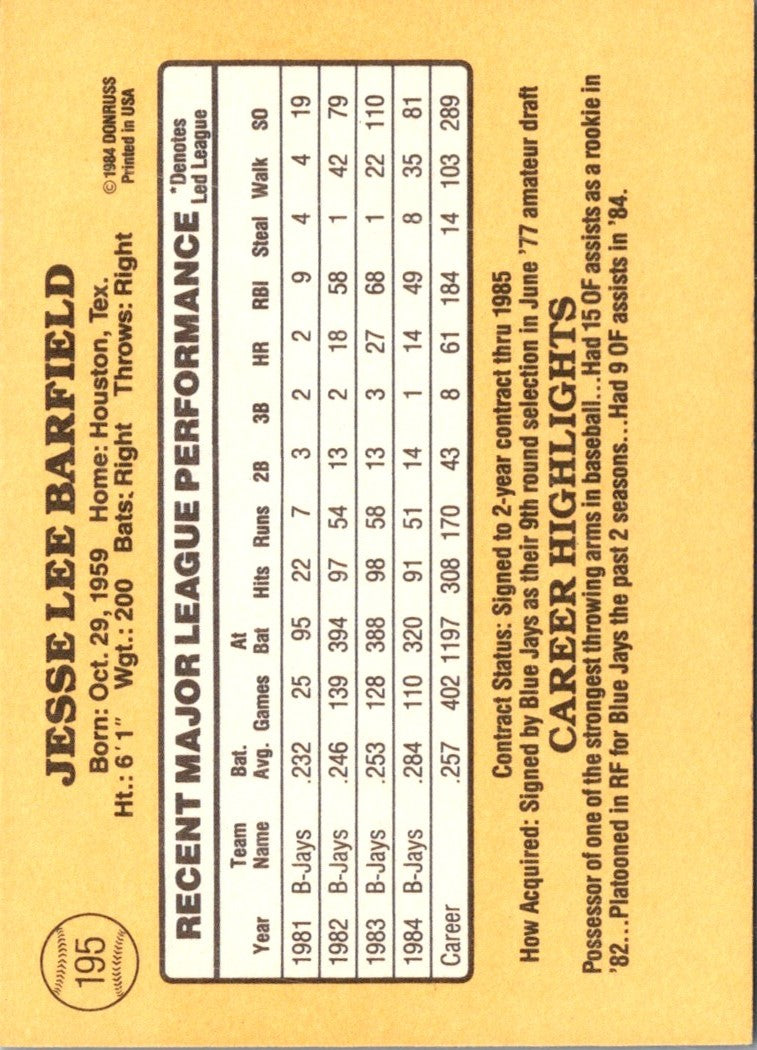 195
JESSE LEE BARFIELD
Born: Oct. 29, 1959 Home: Houston, Tex.
Ht.: 6'1" Wgt.: 200 Bats: Right Throws: Right
© 1984 DONRUSS
Printed in USA
RECENT MAJOR LEAGUE PERFORMANCE
*Denotes
Led League
Year Team Name Bat. Avg. Games At Bat Hits Runs 2B 3B HR RBI Steal Walk SO
1981 B-Jays .232 25 95 22 7 3 2 2 9 4 4 19
1982 B-Jays .246 139 394 97 54 13 2 18 58 1 42 79
1983 B-Jays .253 128 388 98 58 13 3 27 68 1 22 110
1984 B-Jays .284 110 320 91 51 14 1 14 49 8 35 81
Career .257 402 1197 308 170 43 8 61 184 14 103 289
Contract Status: Signed to 2-year contract thru 1985
How Acquired: Signed by Blue Jays as their 9th round selection in June '77 amateur draft
CAREER HIGHLIGHTS
Possessor of one of the strongest throwing arms in baseball...Had 15 OF assists as a rookie in
'82...Platooned in RF for Blue Jays the past 2 seasons...Had 9 OF assists in '84.